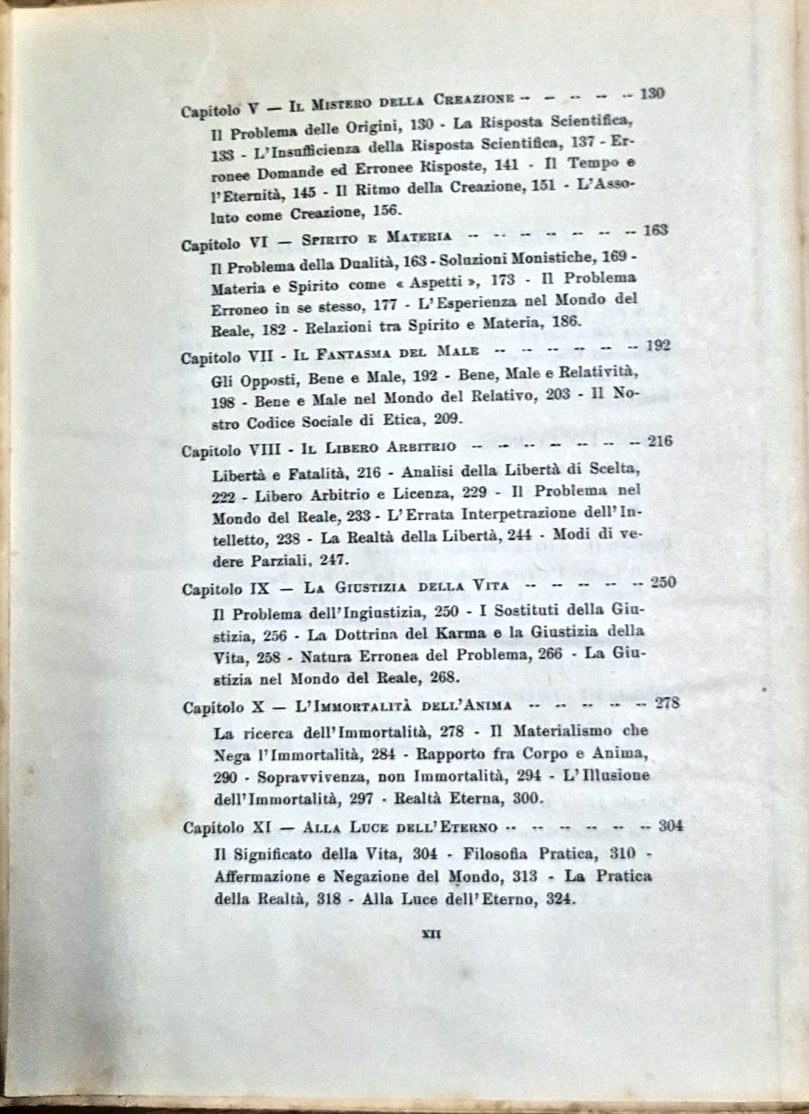 Capitolo V — Il Mistero della Creazione -- -- -- -- -- 130
Il Problema delle Origini, 130 - La Risposta Scientifica,
133 - L'Insufficienza della Risposta Scientifica, 137 - Er-
ronee Domande ed Erronee Risposte, 141 - Il Tempo e
l'Eternità, 145 - Il Ritmo della Creazione, 151 - L'Asso-
luto come Creazione, 156.
Capitolo VI — Spirito e Materia -- -- -- -- -- -- -- 163
Il Problema della Dualità, 163 - Soluzioni Monistiche, 169 -
Materia e Spirito come « Aspetti », 173 - Il Problema
Erroneo in se stesso, 177 - L'Esperienza nel Mondo del
Reale, 182 - Relazioni tra Spirito e Materia, 186.
Capitolo VII - Il Fantasma del Male -- -- -- -- -- -- 192
Gli Opposti, Bene e Male, 192 - Bene, Male e Relatività,
198 - Bene e Male nel Mondo del Relativo, 203 - Il No-
stro Codice Sociale di Etica, 209.
Capitolo VIII - Il Libero Arbitrio -- -- -- -- -- -- -- 216
Libertà e Fatalità, 216 - Analisi della Libertà di Scelta,
222 - Libero Arbitrio e Licenza, 229 - Il Problema nel
Mondo del Reale, 233 - L'Errata Interpetrazione dell'In-
telletto, 238 - La Realtà della Libertà, 244 - Modi di ve-
dere Parziali, 247.
Capitolo IX — La Giustizia della Vita -- -- -- -- -- 250
Il Problema dell'Ingiustizia, 250 - I Sostituti della Giu-
stizia, 256 - La Dottrina del Karma e la Giustizia della
Vita, 258 - Natura Erronea del Problema, 266 - La Giu-
stizia nel Mondo del Reale, 268.
Capitolo X — L'Immortalità dell'Anima -- -- -- -- -- 278
La ricerca dell'Immortalità, 278 - Il Materialismo che
Nega l'Immortalità, 284 - Rapporto fra Corpo e Anima,
290 - Sopravvivenza, non Immortalità, 294 - L'Illusione
dell'Immortalità, 297 - Realtà Eterna, 300.
Capitolo XI — Alla Luce dell'Eterno -- -- -- -- -- -- 304
Il Significato della Vita, 304 - Filosofia Pratica, 310 -
Affermazione e Negazione del Mondo, 313 - La Pratica
della Realtà, 318 - Alla Luce dell'Eterno, 324.
XII